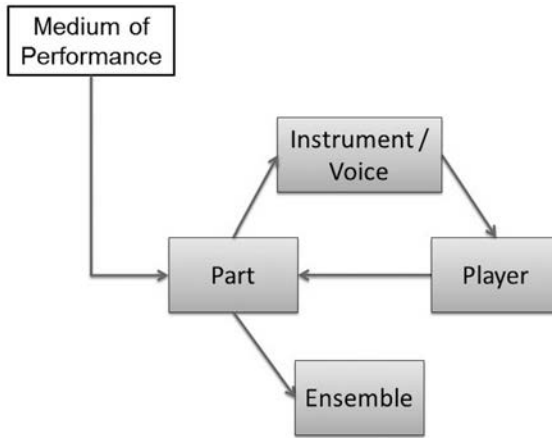 Medium of
Performance
Instrument /
Voice
Part
Player
Ensemble